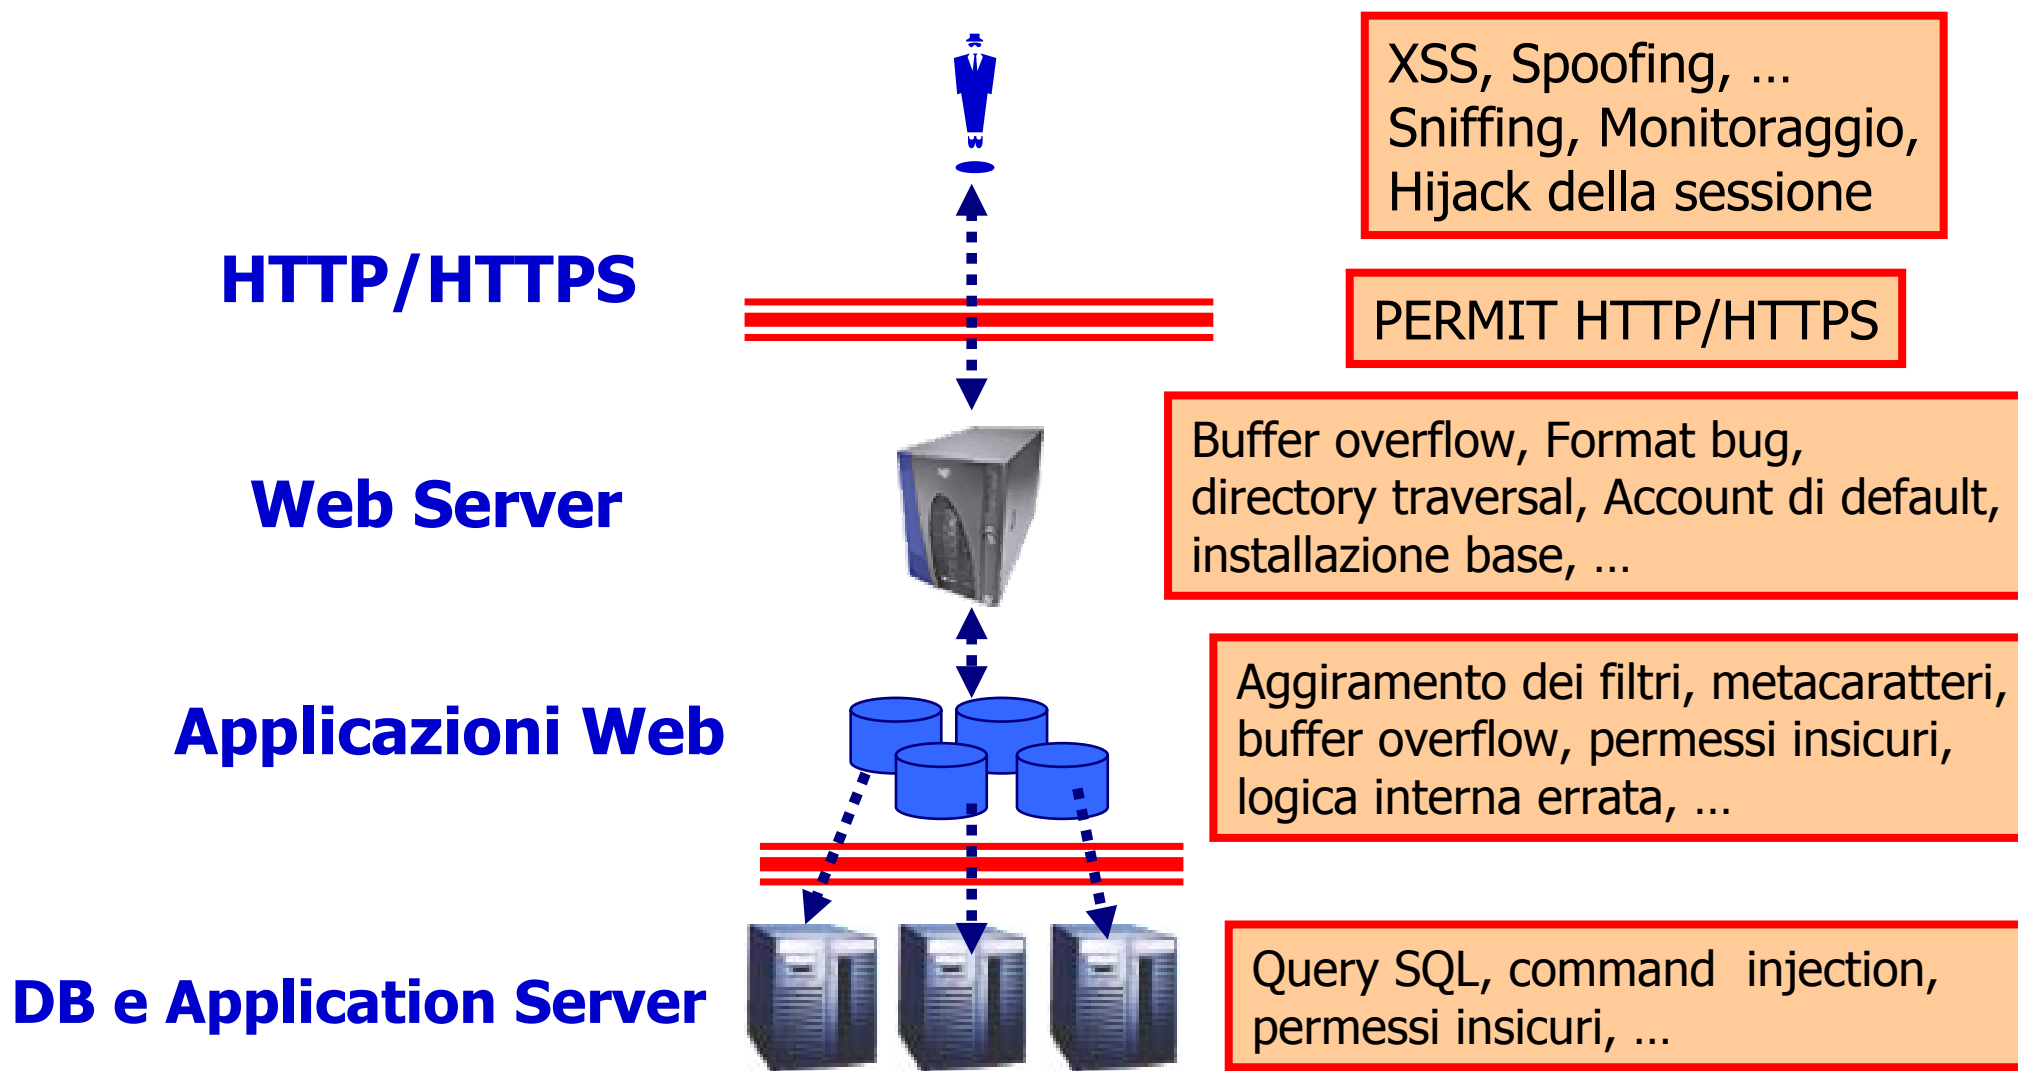 XSS, Spoofing, …
Sniffing, Monitoraggio,
Hijack della sessione
HTTP/HTTPS
PERMIT HTTP/HTTPS
Web Server
Buffer overflow, Format bug,
directory traversal, Account di default,
installazione base, …
Applicazioni Web
Aggiramento dei filtri, metacaratteri,
buffer overflow, permessi insicuri,
logica interna errata, …
DB e Application Server
Query SQL, command  injection,
permessi insicuri, …